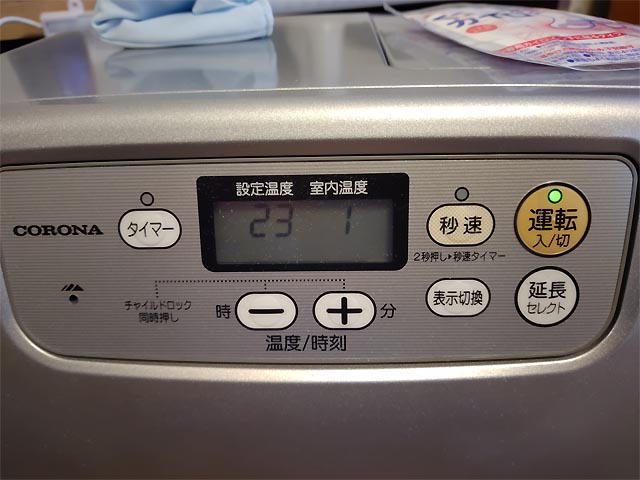 設定温度 室内温度
23 1
CORONA
タイマー
秒速
運転
入/切
2秒押し▶秒速タイマー
チャイルドロック
同時押し
時 − + 分
温度/時刻
表示切換
延長
セレクト